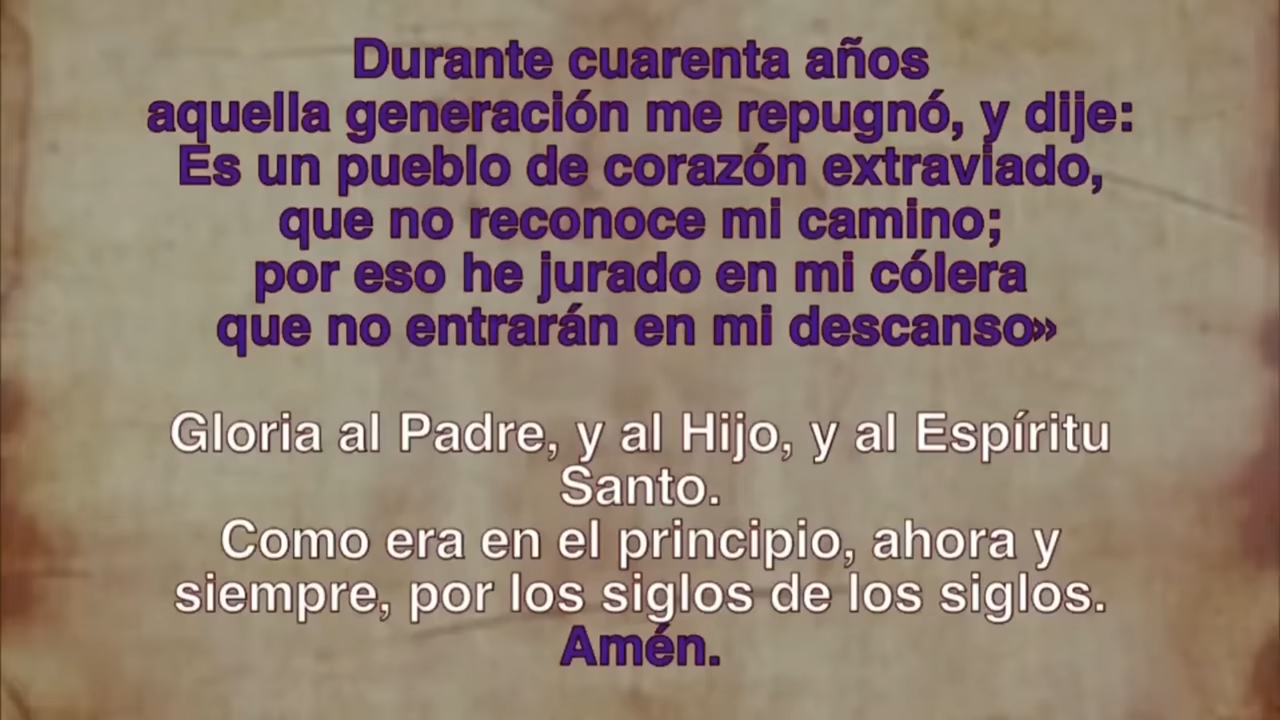 Durante cuarenta años
aquella generación me repugnó, y dije:
Es un pueblo de corazón extraviado,
que no reconoce mi camino;
por eso he jurado en mi cólera
que no entrarán en mi descanso»
Gloria al Padre, y al Hijo, y al Espíritu
Santo.
Como era en el principio, ahora y
siempre, por los siglos de los siglos.
Amén.